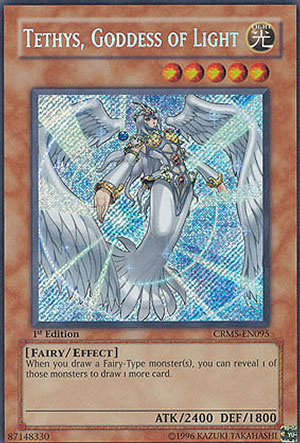 TETHYS, GODDESS OF LIGHT
LIGHT
光
1st Edition
CRMS-EN095
[FAIRY/EFFECT]
When you draw a Fairy-Type monster(s), you can reveal 1 of
those monsters to draw 1 more card.
ATK/2400 DEF/1800
87148330
©1996 KAZUKI TAKAHASHI